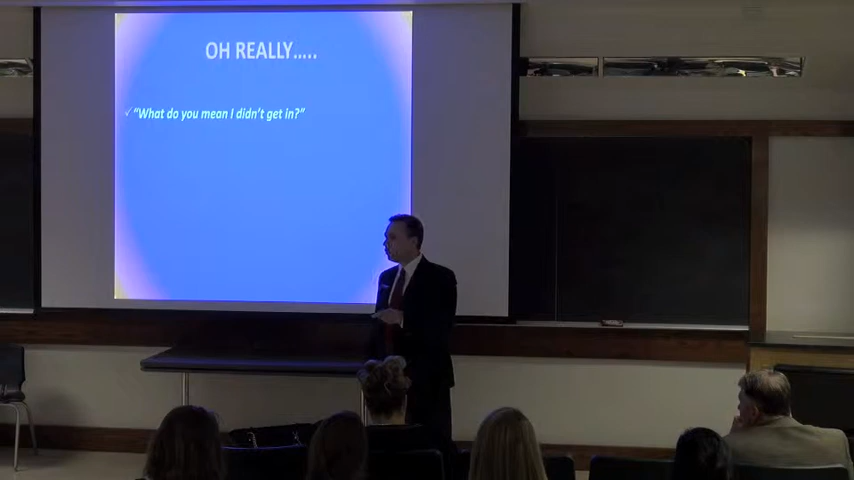 OH REALLY.....
✓"What do you mean I didn't get in?"